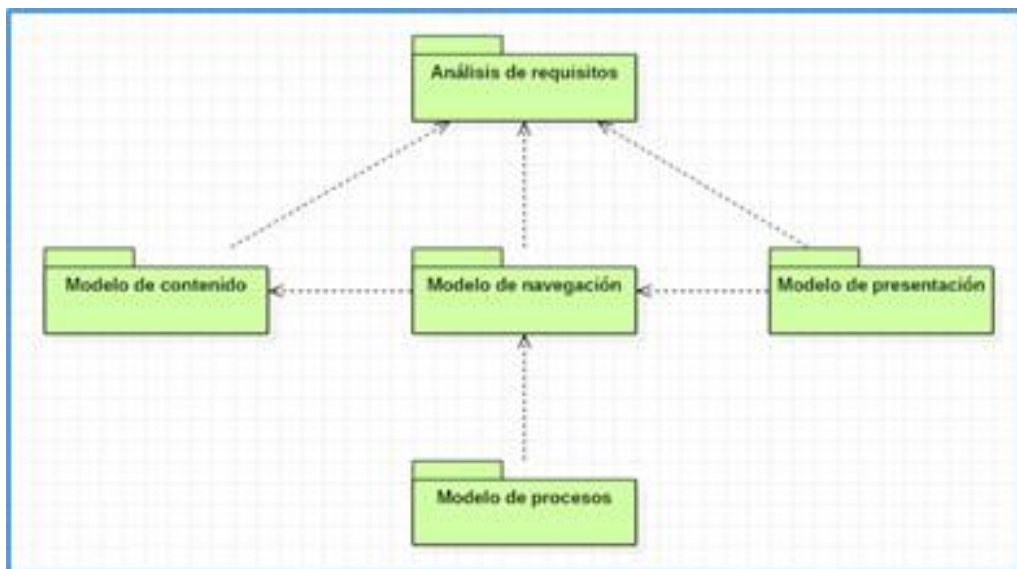 Análisis de requisitos
Modelo de contenido
Modelo de navegación
Modelo de presentación
Modelo de procesos